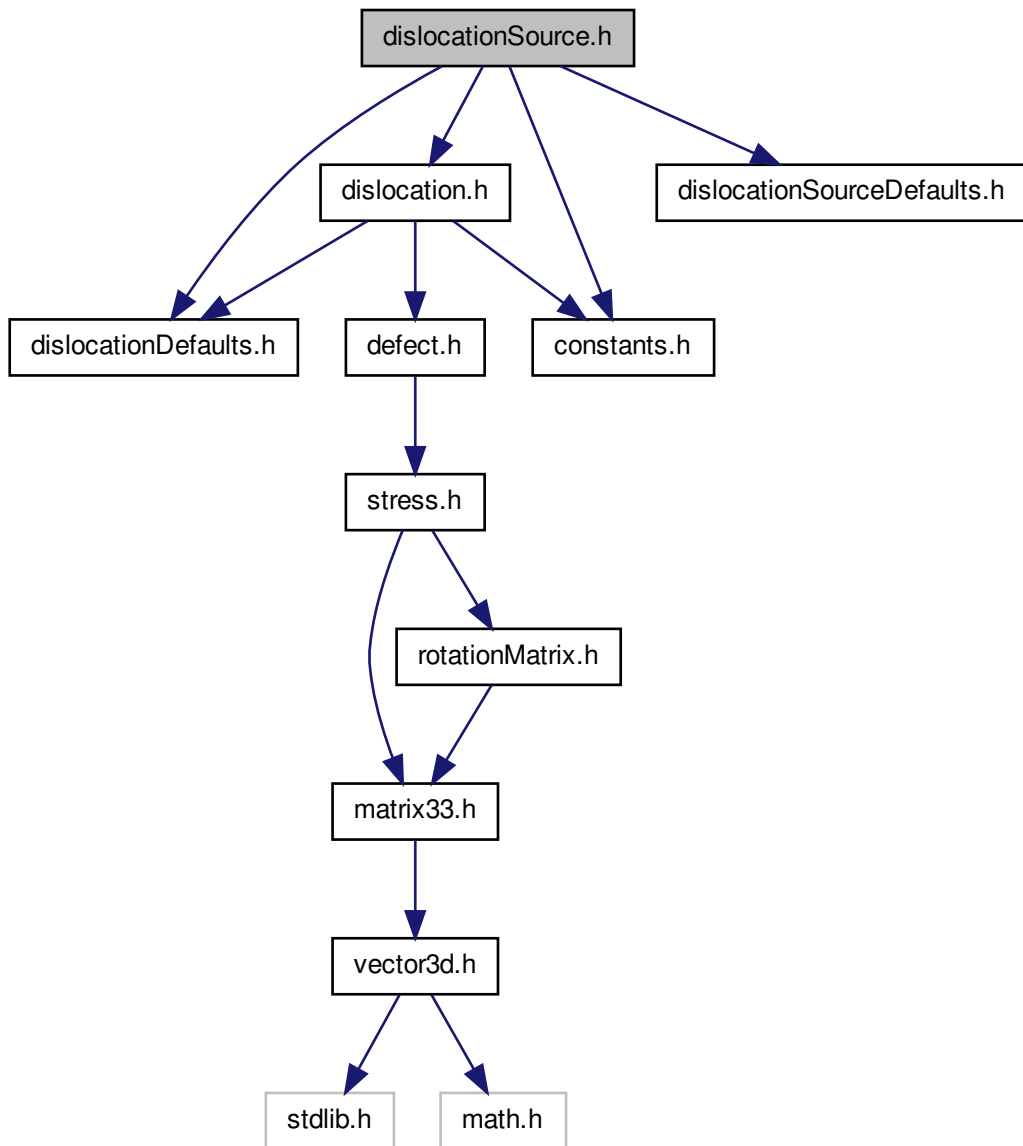 dislocationSource.h
dislocation.h
dislocationSourceDefaults.h
dislocationDefaults.h
defect.h
constants.h
stress.h
rotationMatrix.h
matrix33.h
vector3d.h
stdlib.h
math.h